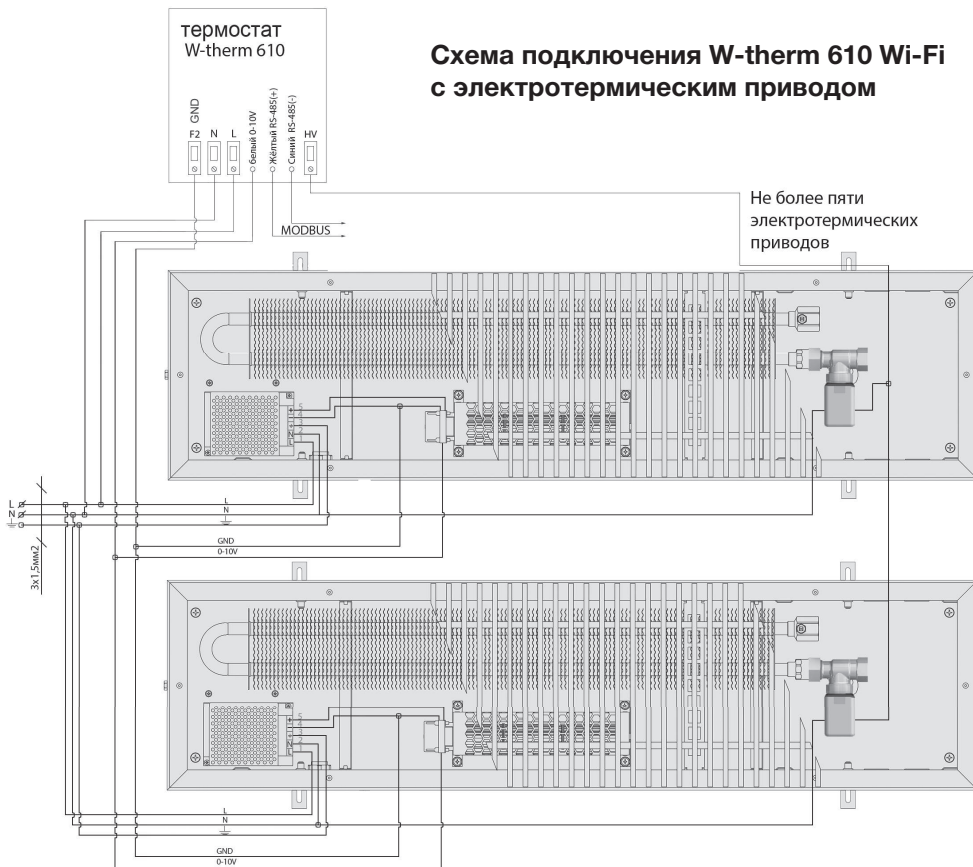 термостат
W-therm 610
Схема подключения W-therm 610 Wi-Fi
с электротермическим приводом
F2
GND
N
L
белый 0-10V
Жёлтый RS-485(+)
Синий RS-485(-)
HV
MODBUS
Не более пяти
электротермических
приводов
L
N
3x1,5мм2
L
N
GND
0-10V
L
N
GND
0-10V